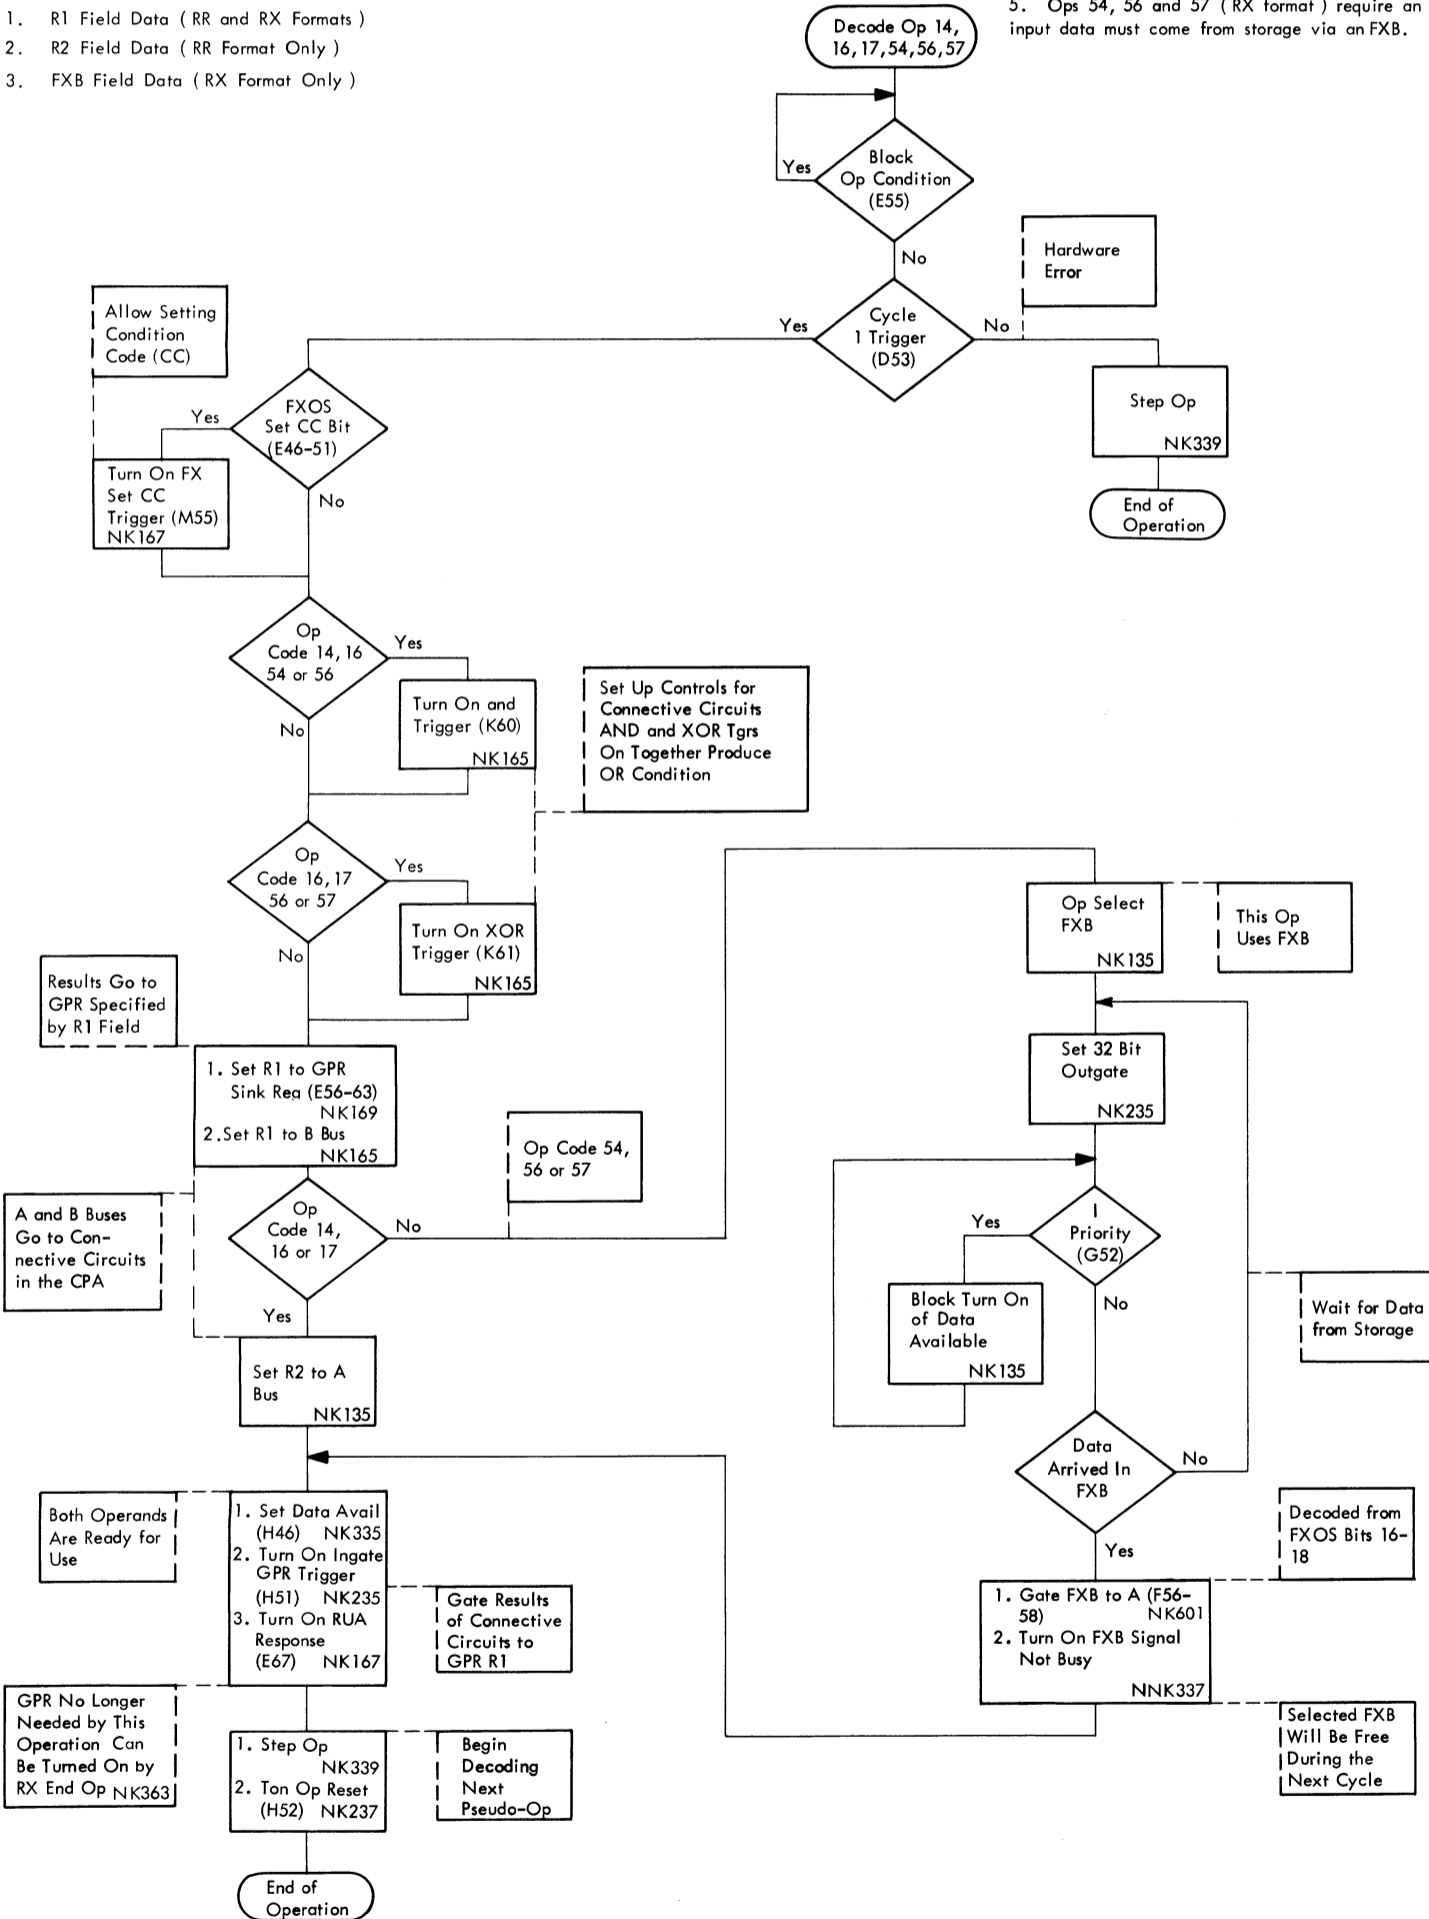 1. R1 Field Data ( RR and RX Formats )
2. R2 Field Data ( RR Format Only )
3. FXB Field Data ( RX Format Only )
5. Ops 54, 56 and 57 ( RX format ) require an
input data must come from storage via an FXB.
Decode Op 14,
16, 17, 54, 56, 57
Block
Op Condition
(E55)
Yes
No
Cycle
1 Trigger
(D53)
Yes
No
Hardware
Error
Step Op
NK339
End of
Operation
Allow Setting
Condition
Code (CC)
FXOS
Set CC Bit
(E46-51)
Yes
No
Turn On FX
Set CC
Trigger (M55)
NK167
Op
Code 14, 16
54 or 56
Yes
No
Turn On and
Trigger (K60)
NK165
Set Up Controls for
Connective Circuits
AND and XOR Tgrs
On Together Produce
OR Condition
Op
Code 16, 17
56 or 57
Yes
No
Turn On XOR
Trigger (K61)
NK165
Results Go to
GPR Specified
by R1 Field
1. Set R1 to GPR
Sink Reg (E56-63)
NK169
2. Set R1 to B Bus
NK165
A and B Buses
Go to Con-
nective Circuits
in the CPA
Op
Code 14,
16 or 17
No
Yes
Op Code 54,
56 or 57
Set R2 to A
Bus
NK135
Op Select
FXB
NK135
This Op
Uses FXB
Set 32 Bit
Outgate
NK235
I
Priority
(G52)
Yes
No
Block Turn On
of Data
Available
NK135
Wait for Data
from Storage
Data
Arrived In
FXB
No
Yes
Decoded from
FXOS Bits 16-
18
1. Gate FXB to A (F56-
58) NK601
2. Turn On FXB Signal
Not Busy
NNK337
Selected FXB
Will Be Free
During the
Next Cycle
Both Operands
Are Ready for
Use
1. Set Data Avail
(H46) NK335
2. Turn On Ingate
GPR Trigger
(H51) NK235
3. Turn On RUA
Response
(E67) NK167
Gate Results
of Connective
Circuits to
GPR R1
GPR No Longer
Needed by This
Operation Can
Be Turned On by
RX End Op NK363
1. Step Op
NK339
2. Ton Op Reset
(H52) NK237
Begin
Decoding
Next
Pseudo-Op
End of
Operation